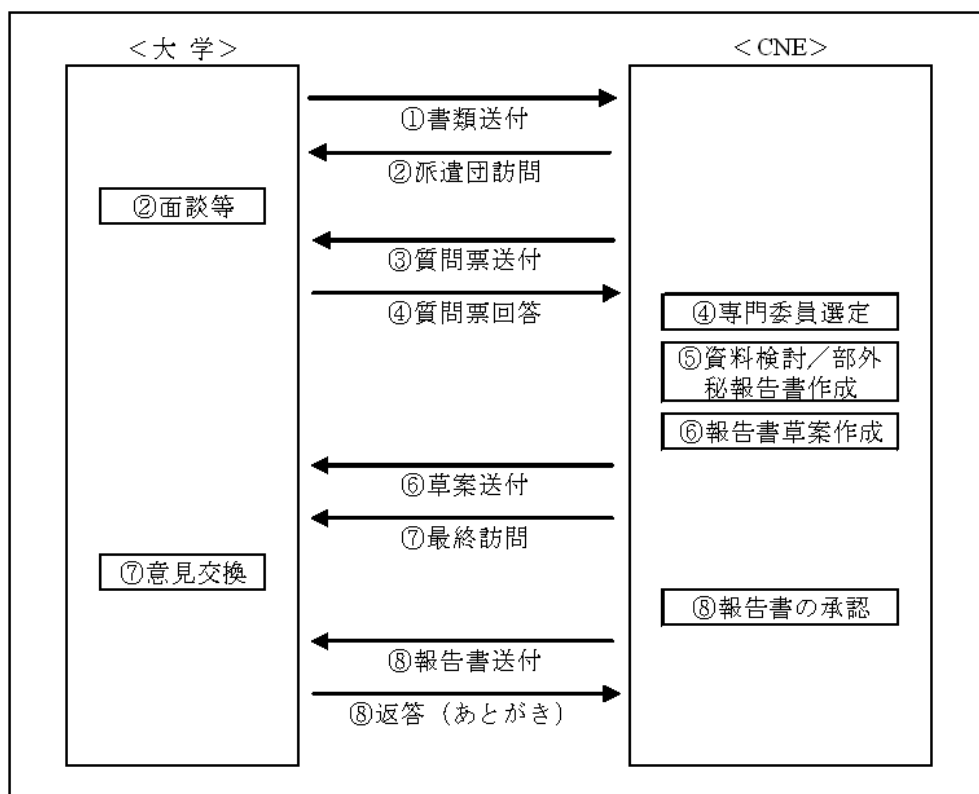 ＜大 学＞
＜CNE＞
①書類送付
②派遣団訪問
②面談等
③質問票送付
④質問票回答
④専門委員選定
⑤資料検討／部外
秘報告書作成
⑥報告書草案作成
⑥草案送付
⑦最終訪問
⑦意見交換
⑧報告書の承認
⑧報告書送付
⑧返答（あとがき）